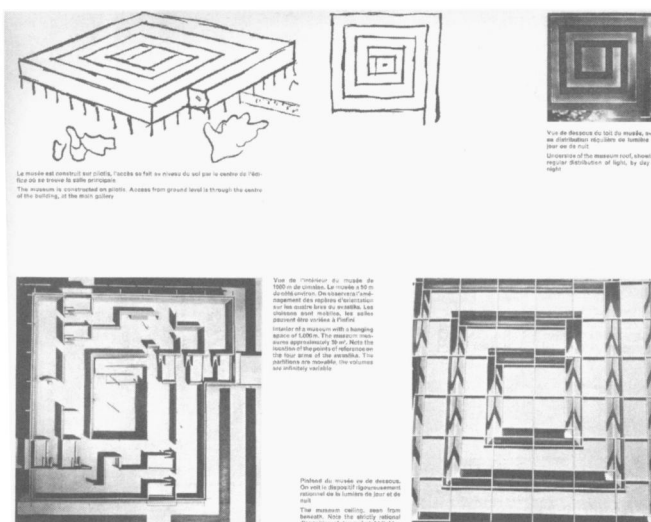 Le musée est construit sur pilotis, l'accès se fait au niveau du sol par le centre de l'édi-
fice où se trouve la salle principale
The museum is constructed on pilotis. Access from ground level is through the centre
of the building, at the main gallery
Vue de dessous du toit du musée, av
sa distribution régulière de lumière
jour ou de nuit
Underside of the museum roof, showi
regular distribution of light, by day
night
Vue de l'intérieur du musée de
1000 m de cimaise. Le musée a 50 m
de côté environ. On observera l'amé-
nagement des repères d'orientation
sur les quatre bras du svastika. Les
cloisons sont mobiles, les salles
peuvent être variées à l'infini
Interior of a museum with a hanging
space of 1,000 m. The museum mea-
sures approximately 50 m². Note the
location of the points of reference on
the four arms of the swastika. The
partitions are movable, the volumes
are infinitely variable
Plafond du musée vu de dessous.
On voit le dispositif rigoureusement
rationnel de la lumière de jour et de
nuit
The museum ceiling, seen from
beneath. Note the strictly rational